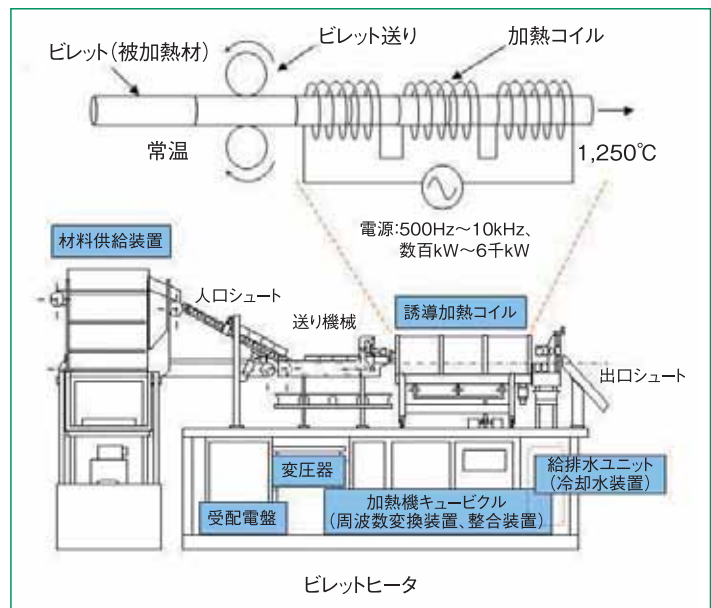 ビレット(被加熱材)
ビレット送り
加熱コイル
常温
1,250℃
電源:500Hz〜10kHz、
数百kW〜6千kW
材料供給装置
人口シュート
送り機械
誘導加熱コイル
出口シュート
変圧器
受配電盤
加熱機キュービクル
(周波数変換装置、整合装置)
給排水ユニット
(冷却水装置)
ビレットヒータ